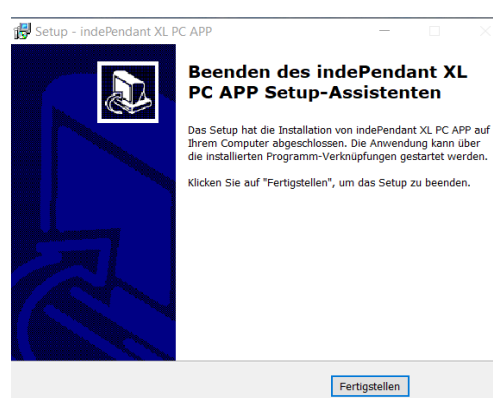 Setup - indePendant XL PC APP
Beenden des indePendant XL
PC APP Setup-Assistenten
Das Setup hat die Installation von indePendant XL PC APP auf
Ihrem Computer abgeschlossen. Die Anwendung kann über
die installierten Programm-Verknüpfungen gestartet werden.
Klicken Sie auf "Fertigstellen", um das Setup zu beenden.
Fertigstellen